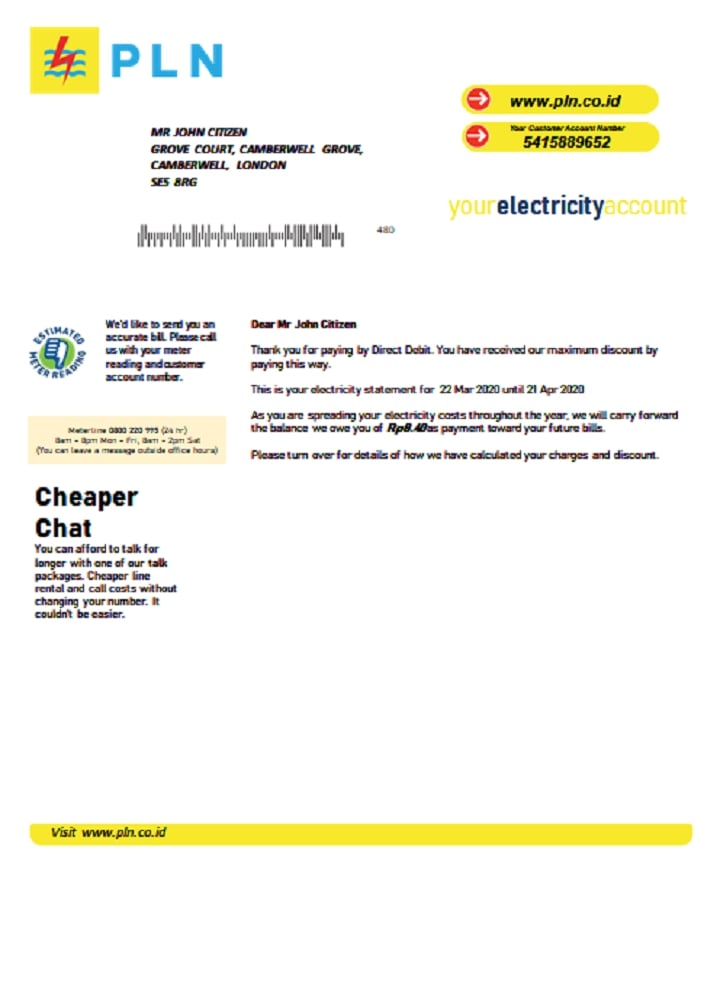 PLN
www.pln.co.id
Your Customer Account Number
5415889652
MR JOHN CITIZEN
GROVE COURT, CAMBERWELL GROVE,
CAMBERWELL, LONDON
SE5 8RG
yourelectricityaccount
480
ESTIMATED
METER READING
We'd like to send you an
accurate bill. Please call
us with your meter
reading and customer
account number.
Meterline 0800 220 995 (24 hr)
8am - 8pm Mon - Fri, 8am - 2pm Sat
(You can leave a message outside office hours)
Cheaper
Chat
You can afford to talk for
longer with one of our talk
packages. Cheaper line
rental and call costs without
changing your number. It
couldn't be easier.
Dear Mr John Citizen
Thank you for paying by Direct Debit. You have received our maximum discount by
paying this way.
This is your electricity statement for 22 Mar 2020 until 21 Apr 2020
As you are spreading your electricity costs throughout the year, we will carry forward
the balance we owe you of Rp8.40as payment toward your future bills.
Please turn over for details of how we have calculated your charges and discount.
Visit www.pln.co.id